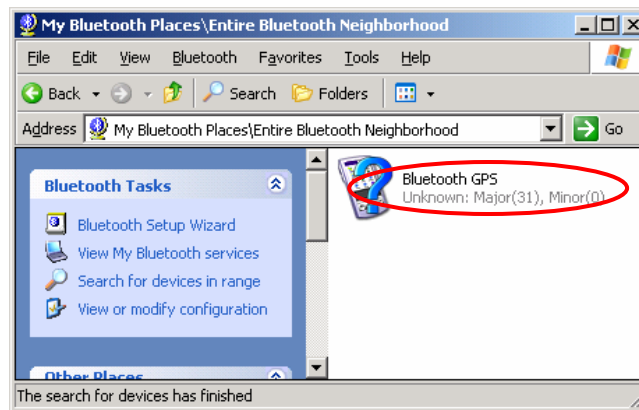 My Bluetooth Places\Entire Bluetooth Neighborhood
File Edit View Bluetooth Favorites Tools Help
Back Search Folders
Address My Bluetooth Places\Entire Bluetooth Neighborhood Go
Bluetooth Tasks
Bluetooth Setup Wizard
View My Bluetooth services
Search for devices in range
View or modify configuration
Other Places
Bluetooth GPS
Unknown: Major(31), Minor(0)
The search for devices has finished